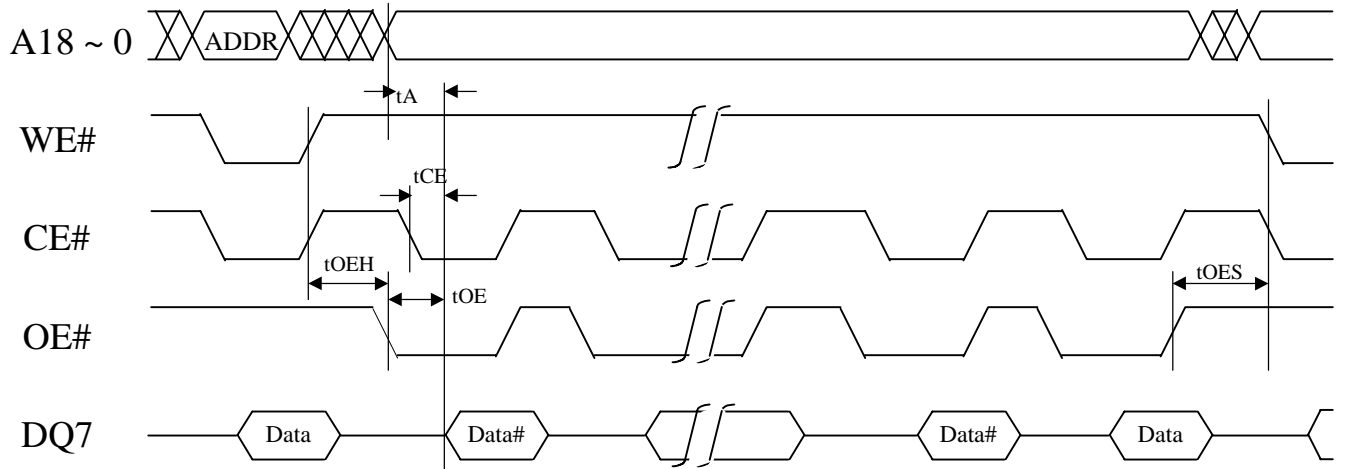 A18 ~ 0
ADDR
tA
WE#
tCE
CE#
tOEH
tOE
tOES
OE#
DQ7
Data
Data#
Data#
Data